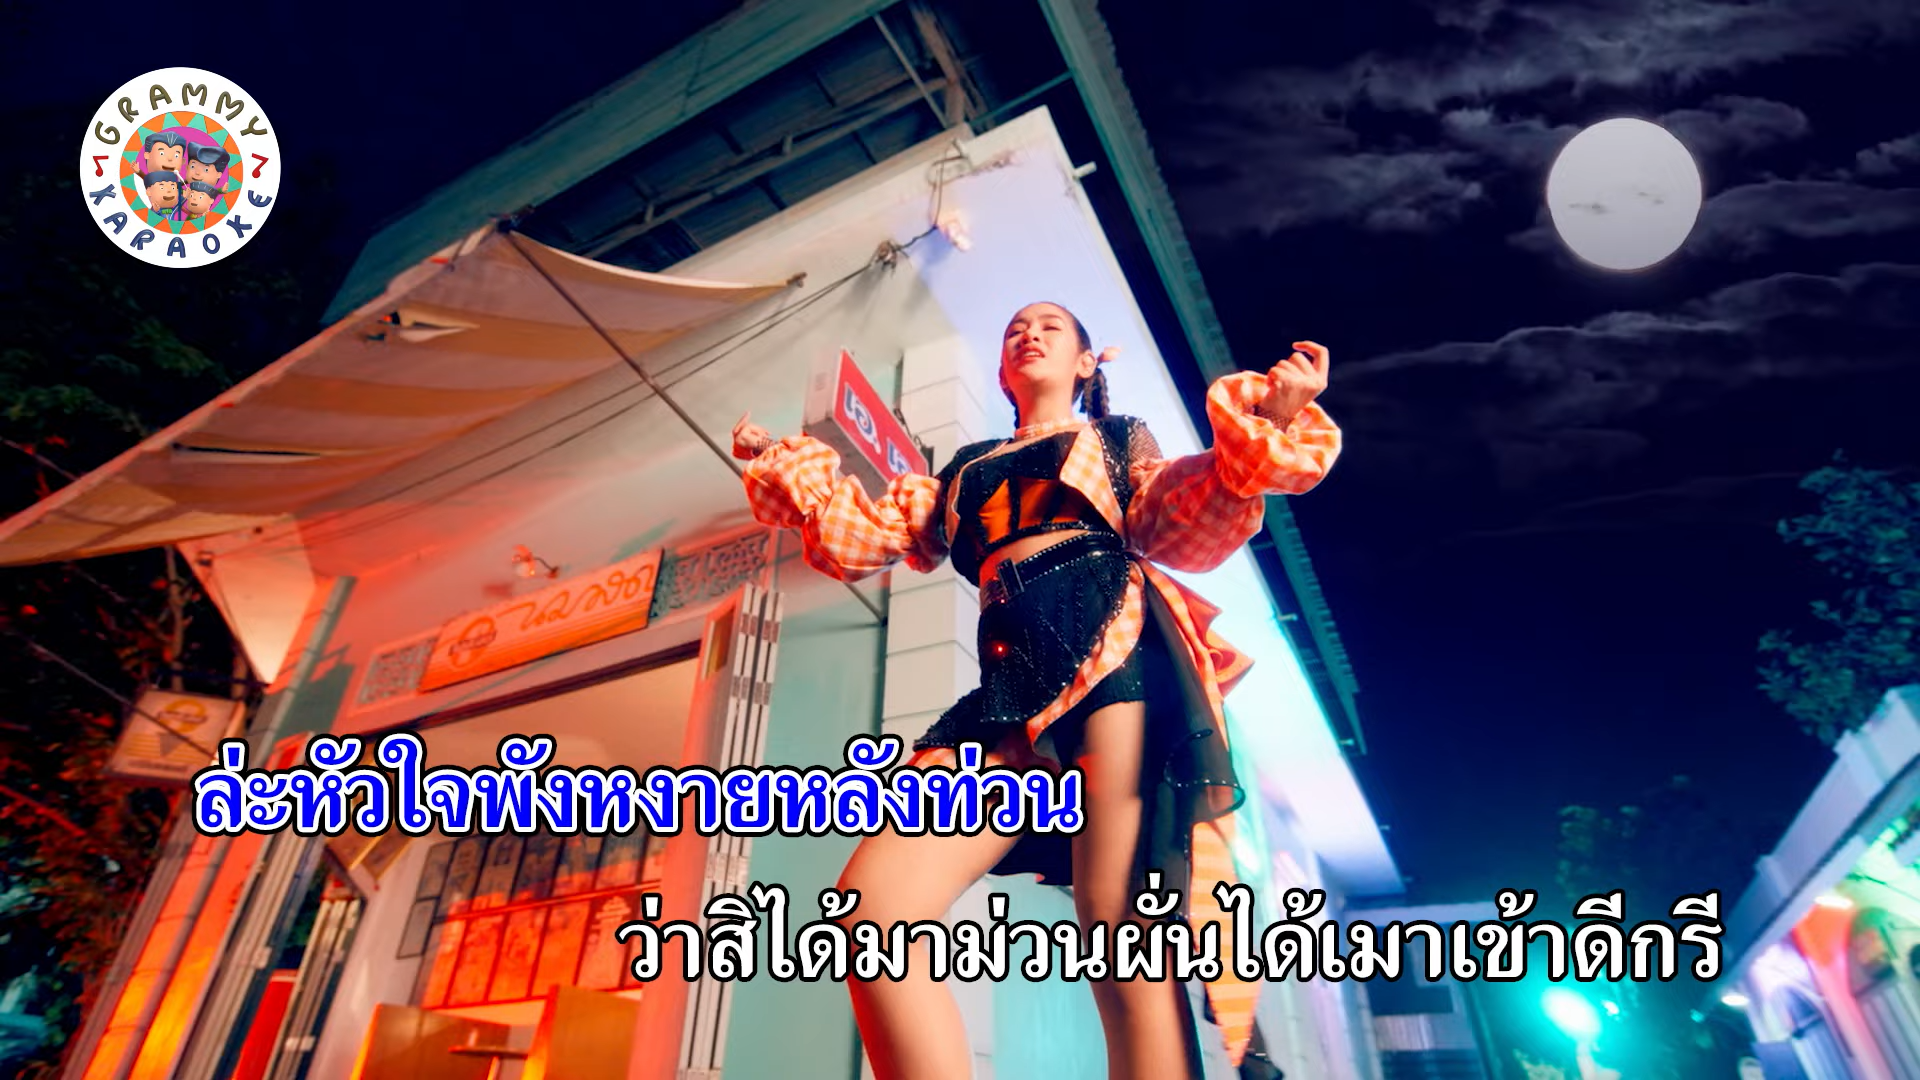 GRAMMY
KARAOKE
ล่ะหัวใจพังหงายหลังท่วน
ว่าสิได้มาม่วนผั่นได้เมาเข้าดีกรี